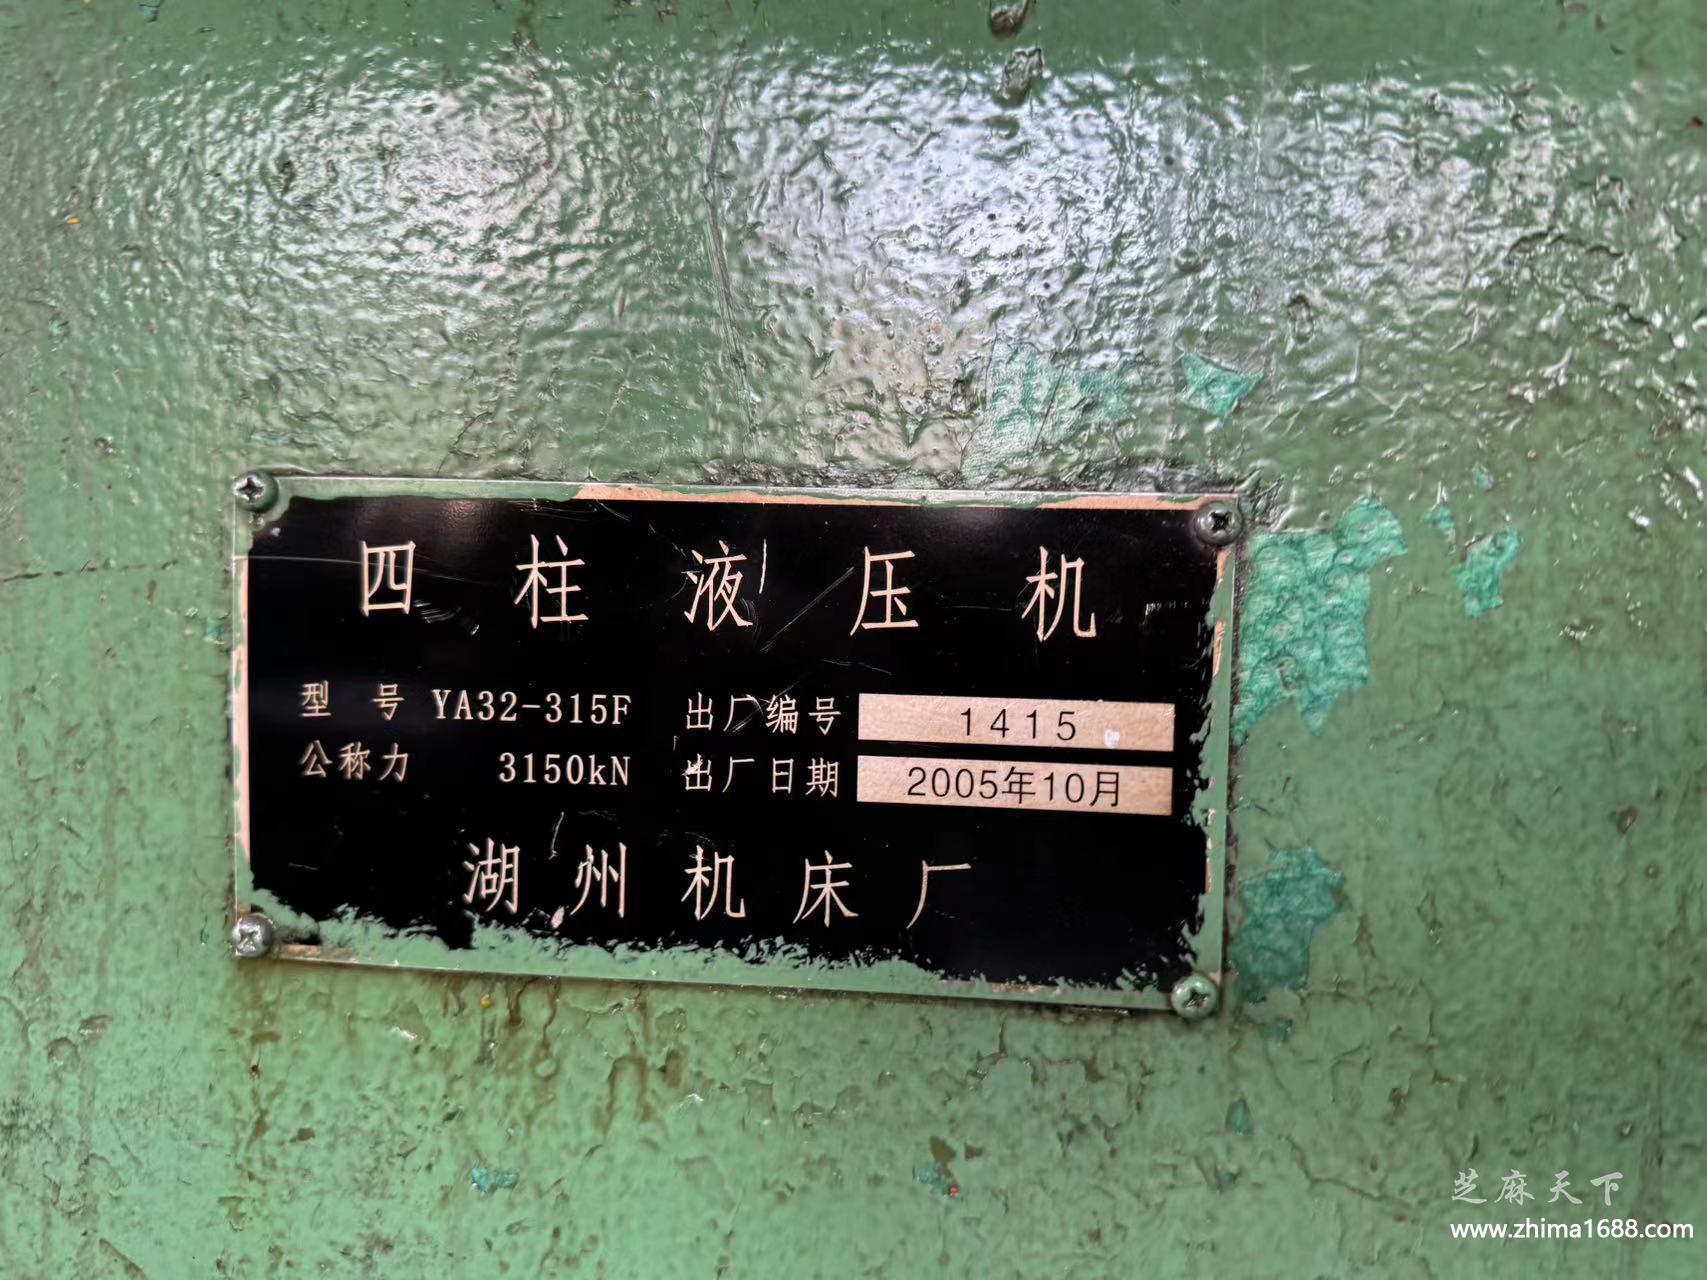 四柱液压机
型号 YA32-315F 出厂编号 1415
公称力 3150kN 出厂日期 2005年10月
湖州机床厂
芝麻天下
www.zhima1688.com